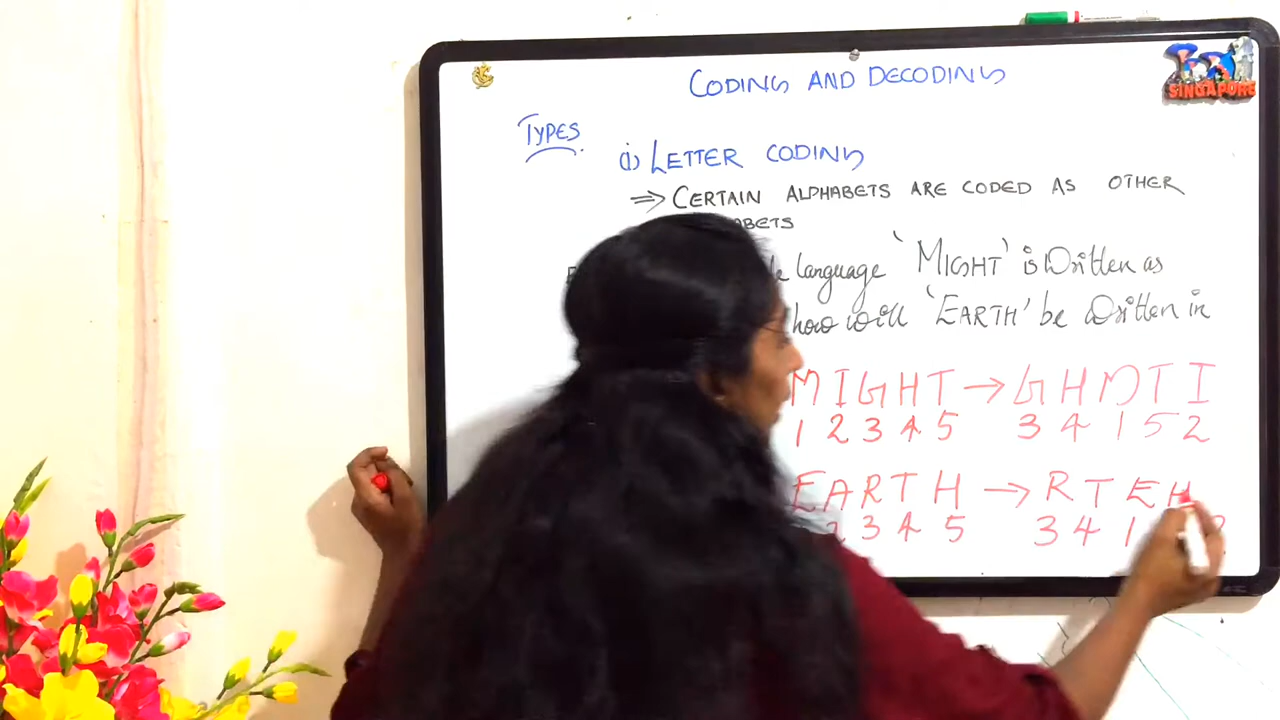 CODING AND DECODING
SINGAPORE
TYPES
(i) LETTER CODING
⇒ CERTAIN ALPHABETS ARE CODED AS OTHER
language 'MIGHT' is Written as
how will 'EARTH' be Written in
MIGHT → GHMTI
1 2 3 4 5 3 4 1 5 2
EARTH → RTEH
2 3 4 5 3 4 1 2